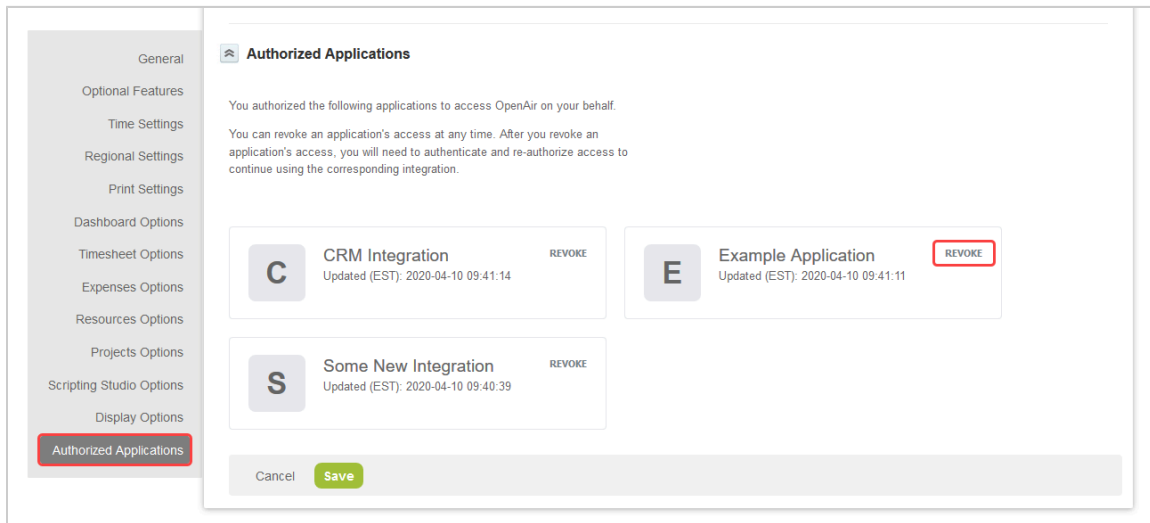 General
Optional Features
Time Settings
Regional Settings
Print Settings
Dashboard Options
Timesheet Options
Expenses Options
Resources Options
Projects Options
Scripting Studio Options
Display Options
Authorized Applications
Authorized Applications
You authorized the following applications to access OpenAir on your behalf.
You can revoke an application's access at any time. After you revoke an
application's access, you will need to authenticate and re-authorize access to
continue using the corresponding integration.
C
CRM Integration
REVOKE
Updated (EST): 2020-04-10 09:41:14
E
Example Application
REVOKE
Updated (EST): 2020-04-10 09:41:11
S
Some New Integration
REVOKE
Updated (EST): 2020-04-10 09:40:39
Cancel
Save